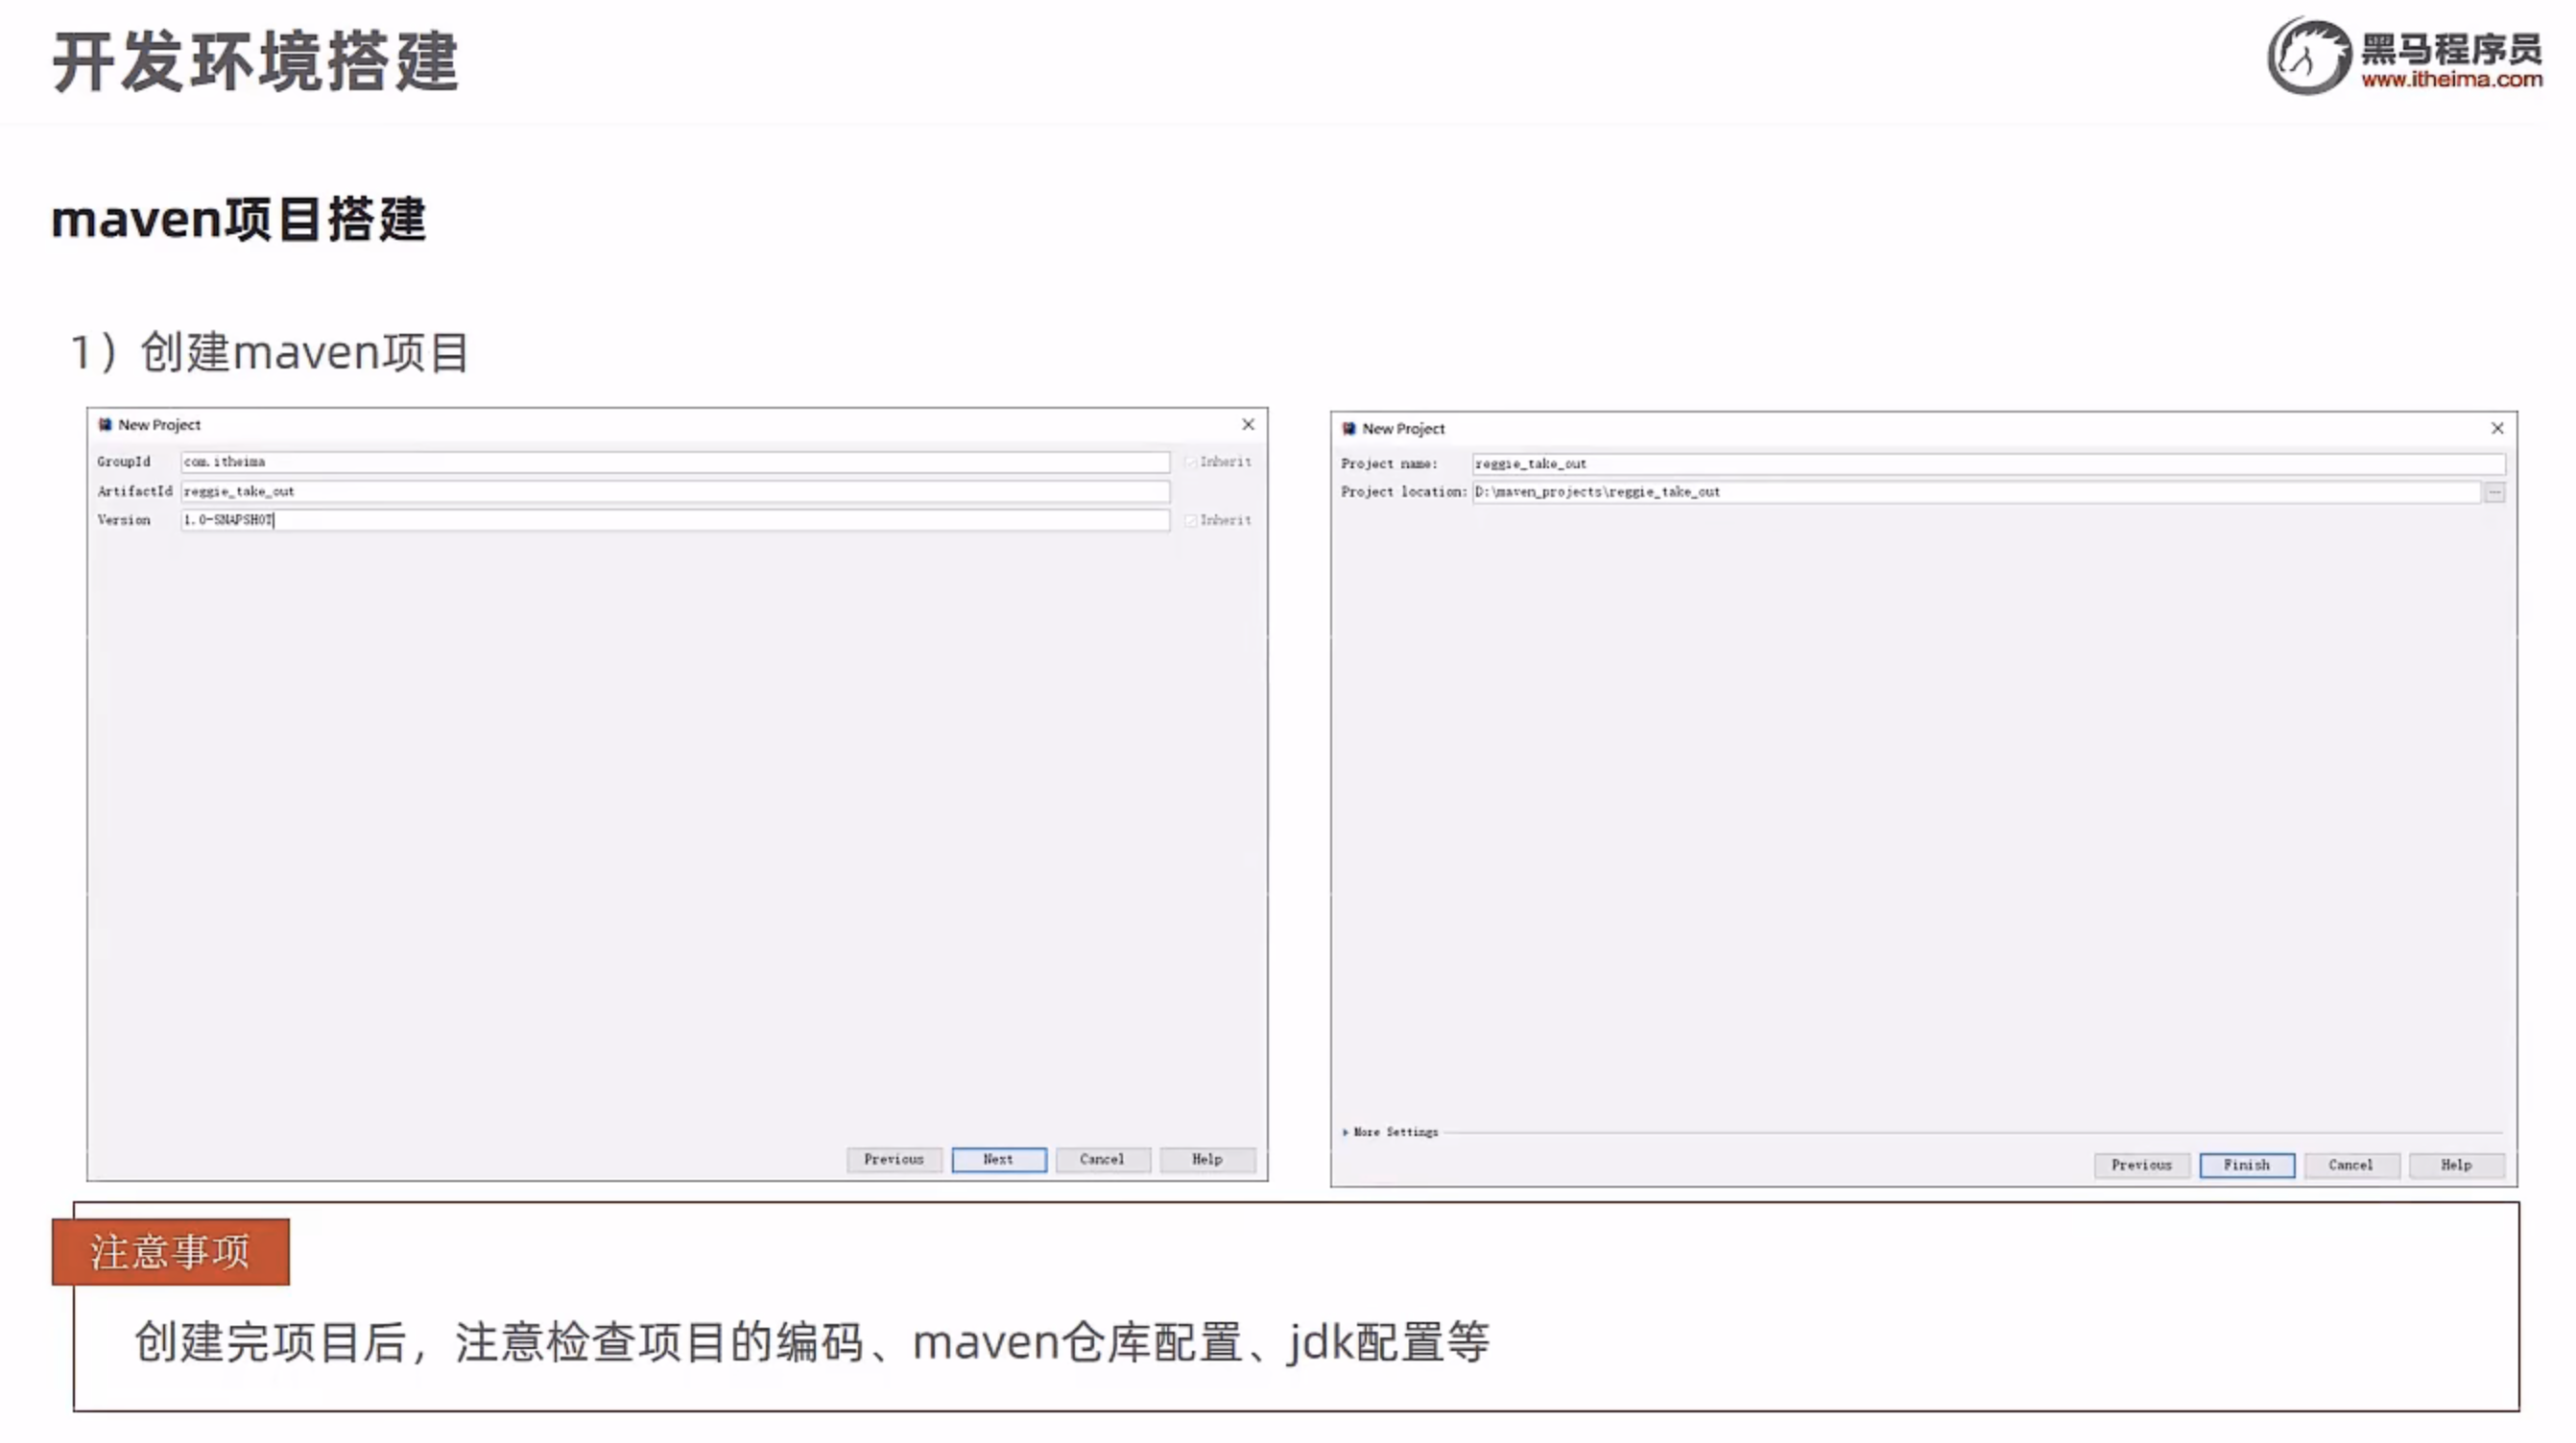 开发环境搭建
黑马程序员
www.itheima.com
maven项目搭建
1）创建maven项目
New Project
GroupId com.itheima Inherit
ArtifactId reggie_take_out
Version 1.0-SNAPSHOT Inherit
Previous Next Cancel Help
New Project
Project name: reggie_take_out
Project location: D:\maven_projects\reggie_take_out ...
More Settings
Previous Finish Cancel Help
注意事项
创建完项目后，注意检查项目的编码、maven仓库配置、jdk配置等